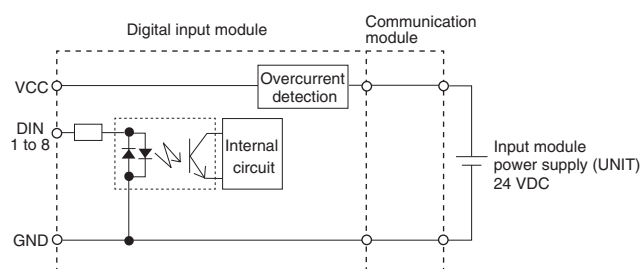 Digital input module
Communication
module
VCC
Overcurrent
detection
DIN
1 to 8
Internal
circuit
Input module
power supply (UNIT)
24 VDC
GND